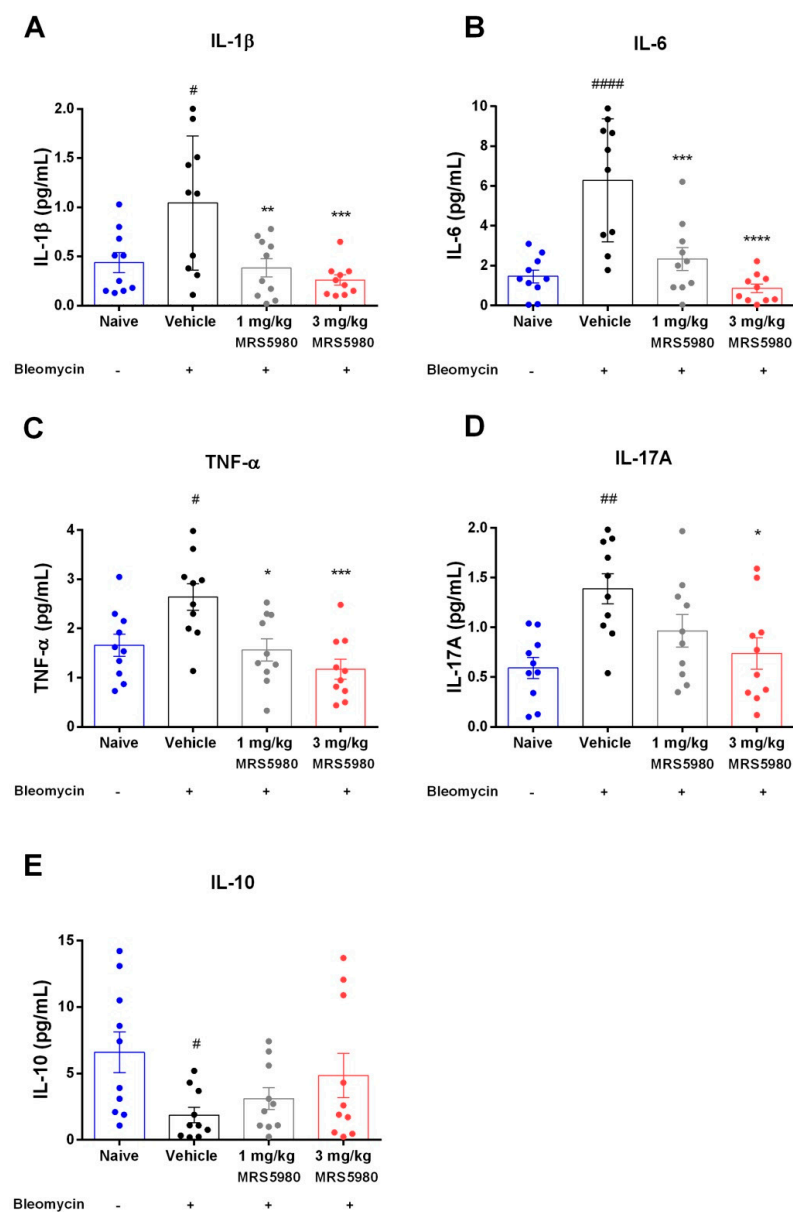 A
IL-1β
#
2.0
1.5
1.0
0.5
0.0
IL-1β (pg/mL)
**
***
Naive Vehicle 1 mg/kg 3 mg/kg
MRS5980 MRS5980
Bleomycin - + + +
B
IL-6
####
10
8
6
4
2
0
IL-6 (pg/mL)
***
****
Naive Vehicle 1 mg/kg 3 mg/kg
MRS5980 MRS5980
Bleomycin - + + +
C
TNF-α
#
4
3
2
1
0
TNF-α (pg/mL)
*
***
Naive Vehicle 1 mg/kg 3 mg/kg
MRS5980 MRS5980
Bleomycin - + + +
D
IL-17A
##
2.0
1.5
1.0
0.5
0.0
IL-17A (pg/mL)
*
Naive Vehicle 1 mg/kg 3 mg/kg
MRS5980 MRS5980
Bleomycin - + + +
E
IL-10
15
10
5
0
IL-10 (pg/mL)
#
Naive Vehicle 1 mg/kg 3 mg/kg
MRS5980 MRS5980
Bleomycin - + + +